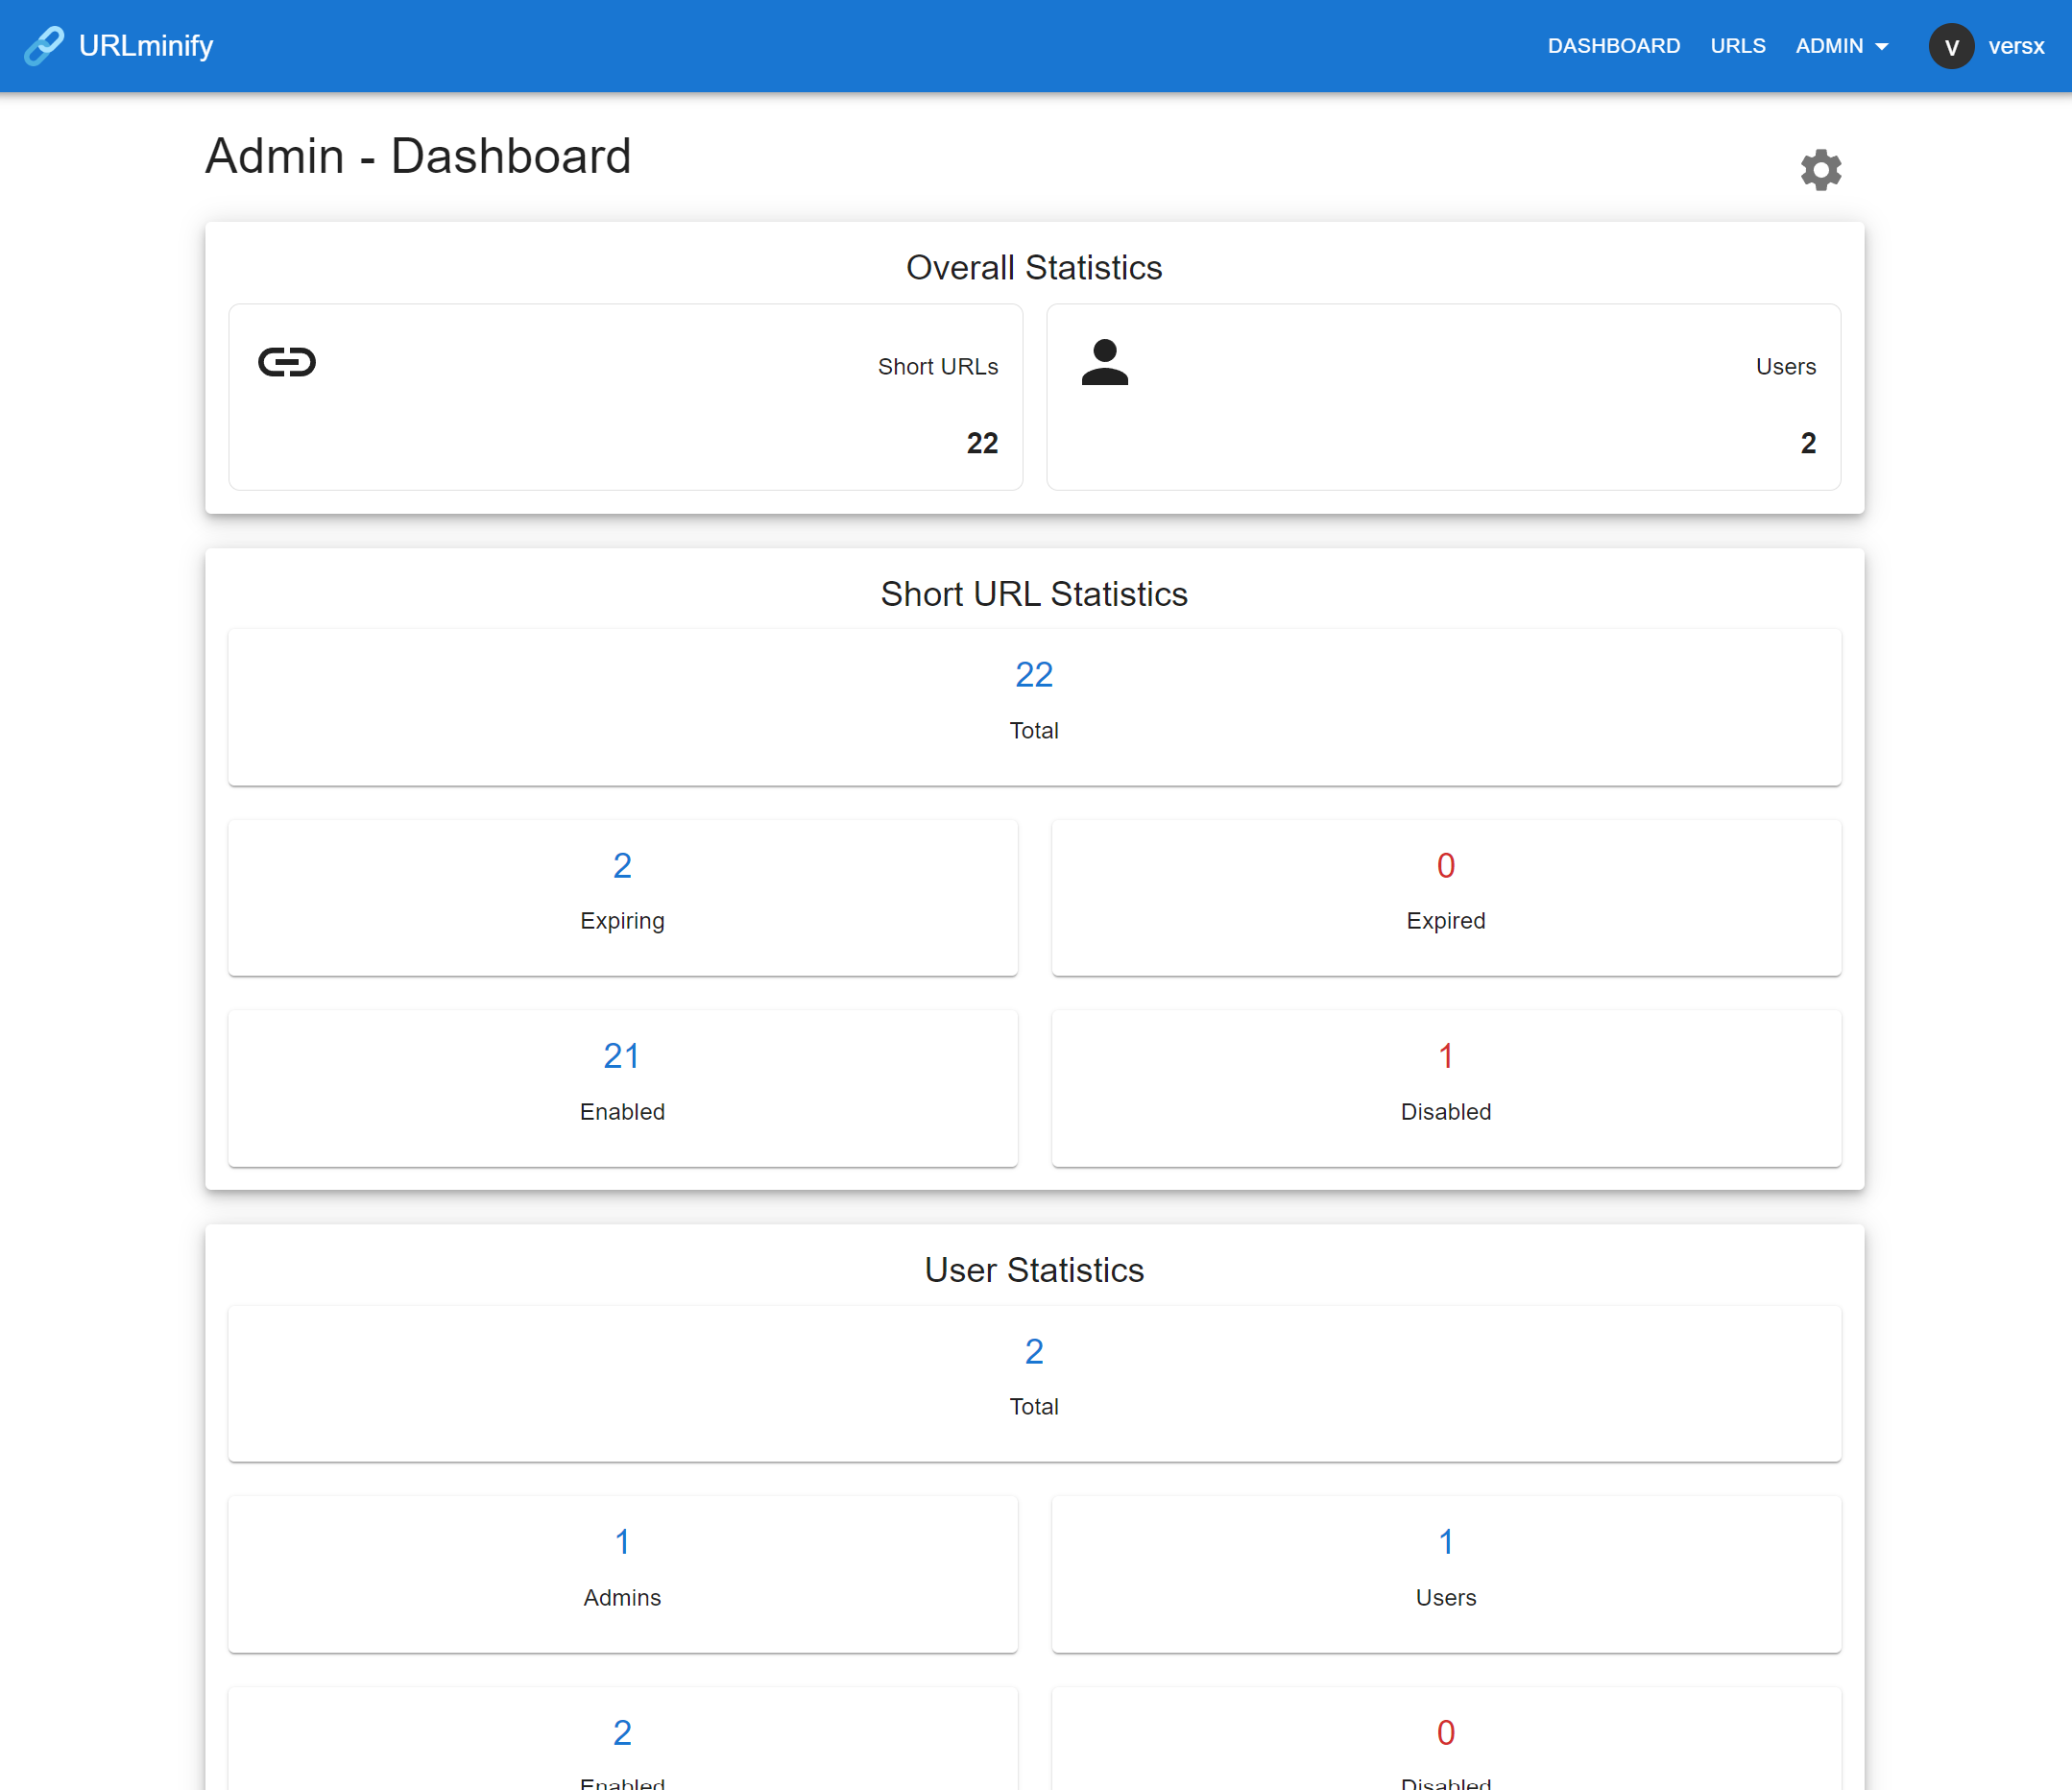 URLminify
DASHBOARD URLS ADMIN V versx
Admin - Dashboard
Overall Statistics
Short URLs
22
Users
2
Short URL Statistics
22
Total
2
Expiring
0
Expired
21
Enabled
1
Disabled
User Statistics
2
Total
1
Admins
1
Users
2
Enabled
0
Disabled